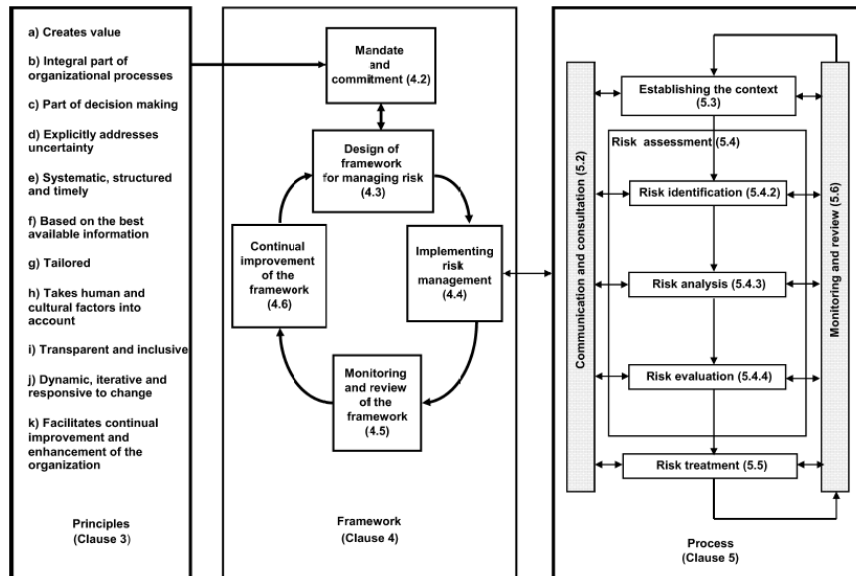 a) Creates value
b) Integral part of
organizational processes
c) Part of decision making
d) Explicitly addresses
uncertainty
e) Systematic, structured
and timely
f) Based on the best
available information
g) Tailored
h) Takes human and
cultural factors into
account
i) Transparent and inclusive
j) Dynamic, iterative and
responsive to change
k) Facilitates continual
improvement and
enhancement of the
organization
Principles
(Clause 3)
Mandate
and
commitment (4.2)
Design of
framework
for managing risk
(4.3)
Continual
improvement
of the
framework
(4.6)
Implementing
risk
management
(4.4)
Monitoring
and review
of the
framework
(4.5)
Framework
(Clause 4)
Communication and consultation (5.2)
Establishing the context
(5.3)
Risk assessment (5.4)
Risk identification (5.4.2)
Risk analysis (5.4.3)
Risk evaluation (5.4.4)
Risk treatment (5.5)
Monitoring and review (5.6)
Process
(Clause 5)